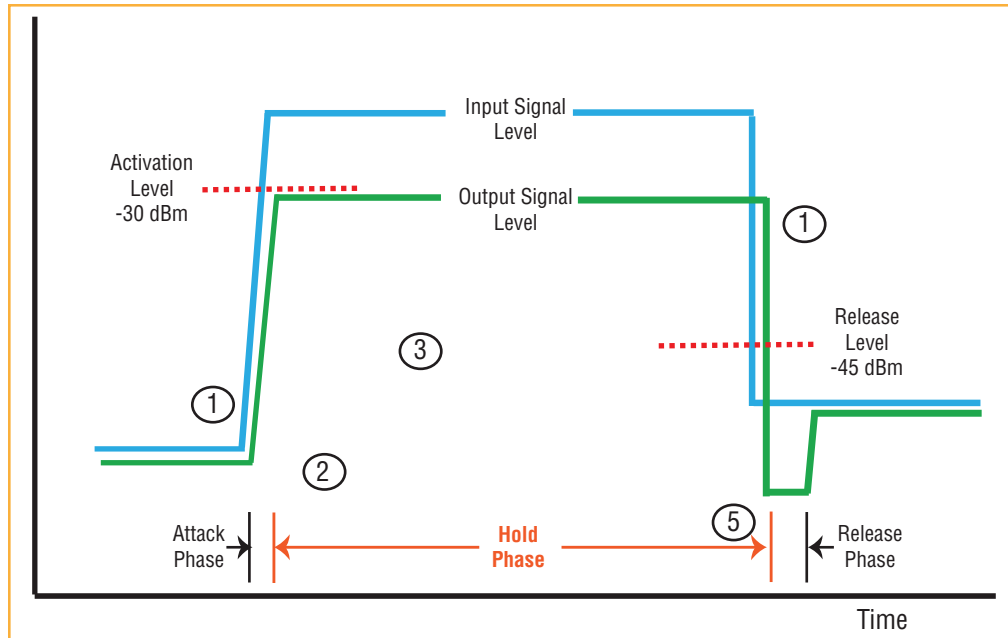 Input Signal
Level
Activation
Level
-30 dBm
Output Signal
Level
1
Release
Level
-45 dBm
3
1
2
5
Attack
Phase
Hold
Phase
Release
Phase
Time